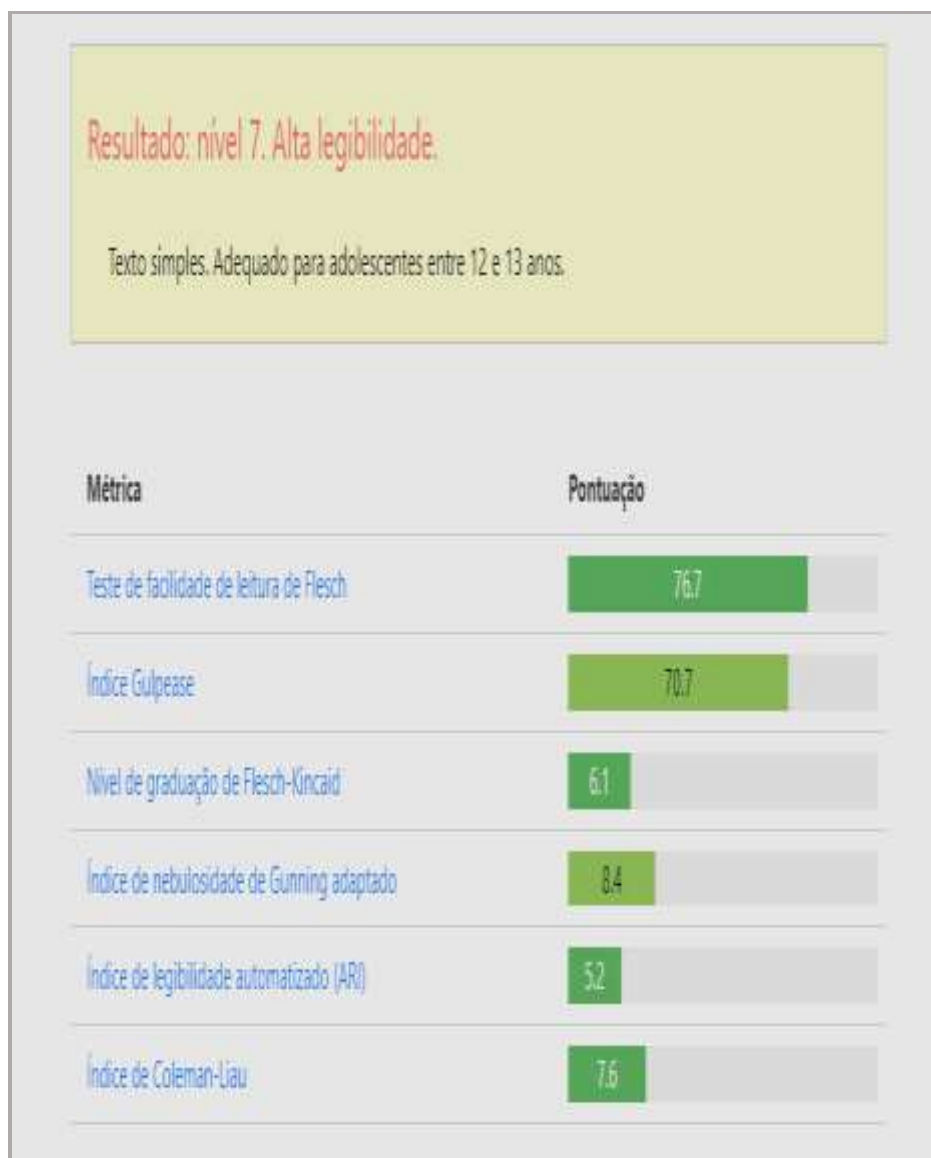 Resultado: nível 7. Alta legibilidade.
Texto simples. Adequado para adolescentes entre 12 e 13 anos.
Métrica Pontuação
Teste de facilidade de leitura de Flesch 76.7
Índice Gulpease 70.7
Nível de graduação de Flesch-Kincaid 6.1
Índice de nebulosidade de Gunning adaptado 8.4
Índice de legibilidade automatizado (ARI) 5.2
Índice de Coleman-Liau 7.6